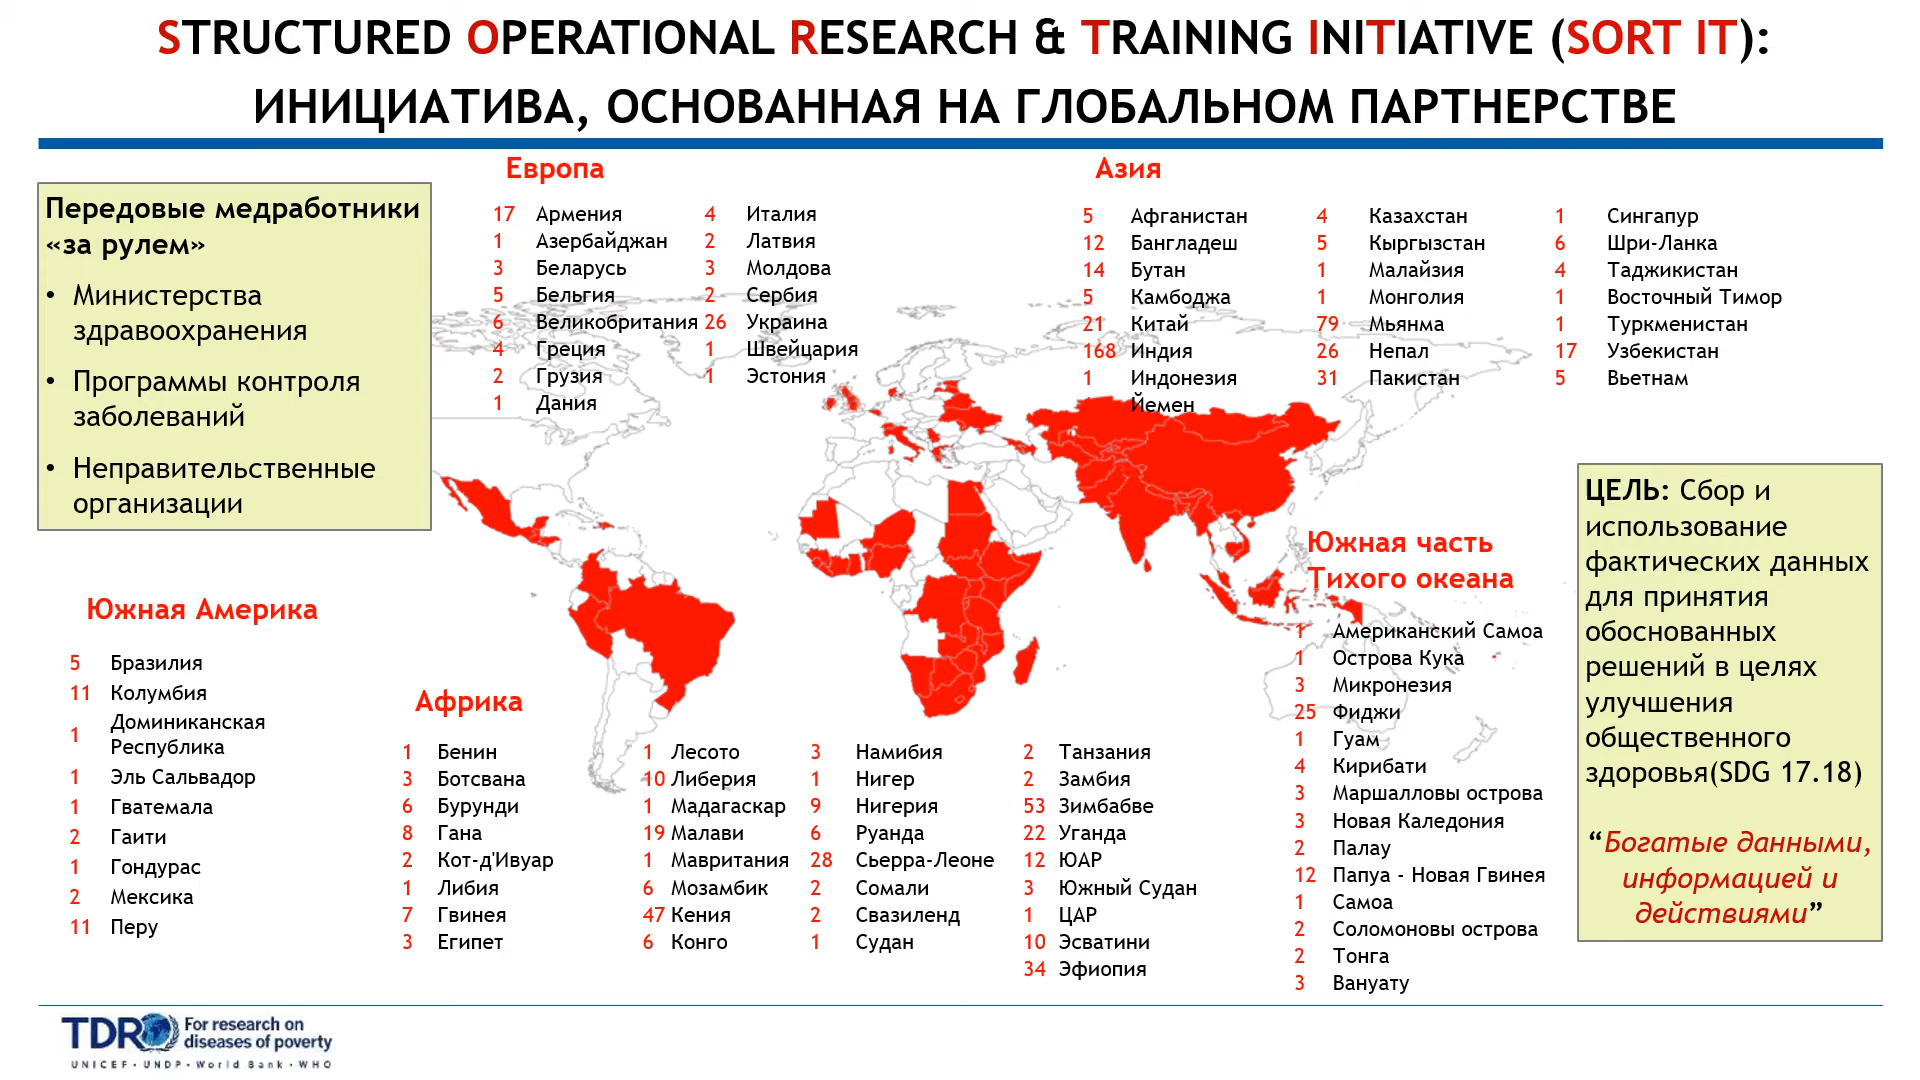 STRUCTURED OPERATIONAL RESEARCH & TRAINING INITIATIVE (SORT IT):
ИНИЦИАТИВА, ОСНОВАННАЯ НА ГЛОБАЛЬНОМ ПАРТНЕРСТВЕ
Передовые медработники
«за рулем»
• Министерства
здравоохранения
• Программы контроля
заболеваний
• Неправительственные
организации
Европа
17 Армения
1 Азербайджан
3 Беларусь
5 Бельгия
6 Великобритания
4 Греция
2 Грузия
1 Дания
4 Италия
2 Латвия
3 Молдова
2 Сербия
26 Украина
1 Швейцария
1 Эстония
Азия
5 Афганистан
12 Бангладеш
14 Бутан
5 Камбоджа
21 Китай
168 Индия
1 Индонезия
Йемен
4 Казахстан
5 Кыргызстан
1 Малайзия
1 Монголия
79 Мьянма
26 Непал
31 Пакистан
1 Сингапур
6 Шри-Ланка
4 Таджикистан
1 Восточный Тимор
1 Туркменистан
17 Узбекистан
5 Вьетнам
Южная Америка
5 Бразилия
11 Колумбия
1 Доминиканская
Республика
1 Эль Сальвадор
1 Гватемала
2 Гаити
1 Гондурас
2 Мексика
11 Перу
Африка
1 Бенин
3 Ботсвана
6 Бурунди
8 Гана
2 Кот-д'Ивуар
1 Либия
7 Гвинея
3 Египет
1 Лесото
10 Либерия
1 Мадагаскар
19 Малави
1 Мавритания
6 Мозамбик
47 Кения
6 Конго
3 Намибия
1 Нигер
9 Нигерия
6 Руанда
28 Сьерра-Леоне
2 Сомали
2 Свазиленд
1 Судан
2 Танзания
2 Замбия
53 Зимбабве
22 Уганда
12 ЮАР
3 Южный Судан
1 ЦАР
10 Эсватини
34 Эфиопия
Южная часть
Тихого океана
1 Американский Самоа
1 Острова Кука
3 Микронезия
25 Фиджи
1 Гуам
4 Кирибати
3 Маршалловы острова
3 Новая Каледония
2 Палау
12 Папуа - Новая Гвинея
1 Самоа
2 Соломоновы острова
2 Тонга
3 Вануату
ЦЕЛЬ: Сбор и
использование
фактических данных
для принятия
обоснованных
решений в целях
улучшения
общественного
здоровья(SDG 17.18)
“Богатые данными,
информацией и
действиями”
TDR For research on
diseases of poverty
UNICEF · UNDP · World Bank · WHO